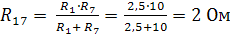 R₁₇ = (R₁·R₇)/(R₁+R₇) = (2,5·10)/(2,5+10) = 2 Ом